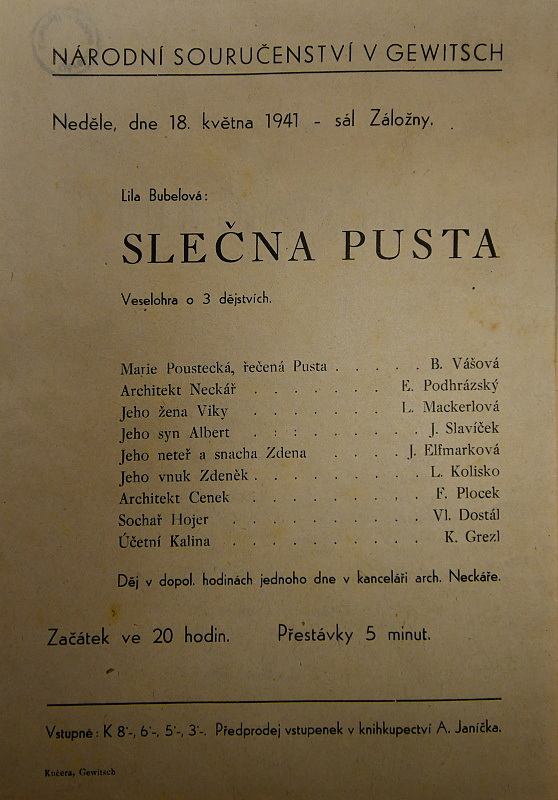 NÁRODNÍ SOURUČENSTVÍ V GEWITSCH
Neděle, dne 18. května 1941 - sál Záložny.
Lila Bubelová:
SLEČNA PUSTA
Veselohra o 3 dějstvích.
Marie Poustecká, řečená Pusta . . . . . B. Vášová
Architekt Neckář . . . . . . . E. Podhrázský
Jeho žena Viky . . . . . . . L. Mackerlová
Jeho syn Albert . : : . . . . . J. Slavíček
Jeho neteř a snacha Zdena . . . . J. Elfmarková
Jeho vnuk Zdeněk . . . . . . . . L. Kolisko
Architekt Cenek . . . . . . . . F. Plocek
Sochař Hojer . . . . . . . . . Vl. Dostál
Účetní Kalina . . . . . . . . . K. Grezl
Děj v dopol. hodinách jednoho dne v kanceláři arch. Neckáře.
Začátek ve 20 hodin. Přestávky 5 minut.
Vstupné: K 8·-, 6·-, 5·-, 3·-. Předprodej vstupenek v knihkupectví A. Janíčka.
Kučera, Gewitsch